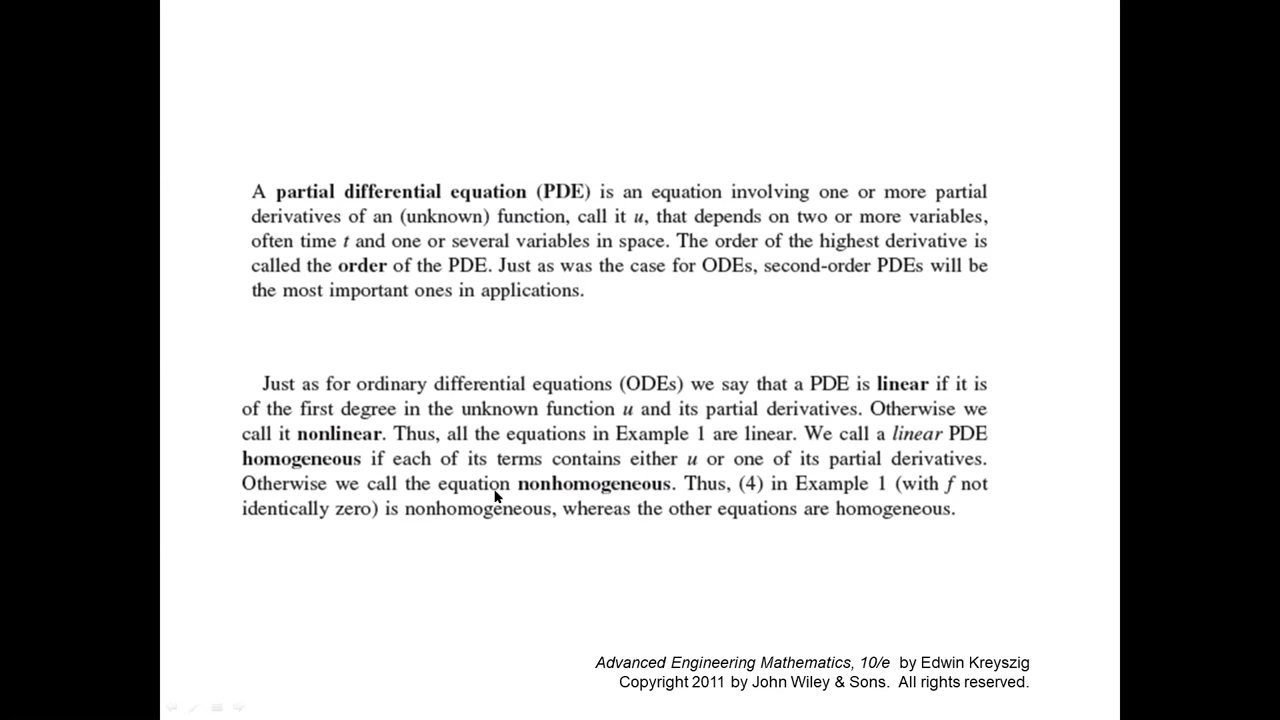 A partial differential equation (PDE) is an equation involving one or more partial
derivatives of an (unknown) function, call it u, that depends on two or more variables,
often time t and one or several variables in space. The order of the highest derivative is
called the order of the PDE. Just as was the case for ODEs, second-order PDEs will be
the most important ones in applications.
Just as for ordinary differential equations (ODEs) we say that a PDE is linear if it is
of the first degree in the unknown function u and its partial derivatives. Otherwise we
call it nonlinear. Thus, all the equations in Example 1 are linear. We call a linear PDE
homogeneous if each of its terms contains either u or one of its partial derivatives.
Otherwise we call the equation nonhomogeneous. Thus, (4) in Example 1 (with f not
identically zero) is nonhomogeneous, whereas the other equations are homogeneous.
Advanced Engineering Mathematics, 10/e by Edwin Kreyszig
Copyright 2011 by John Wiley & Sons. All rights reserved.